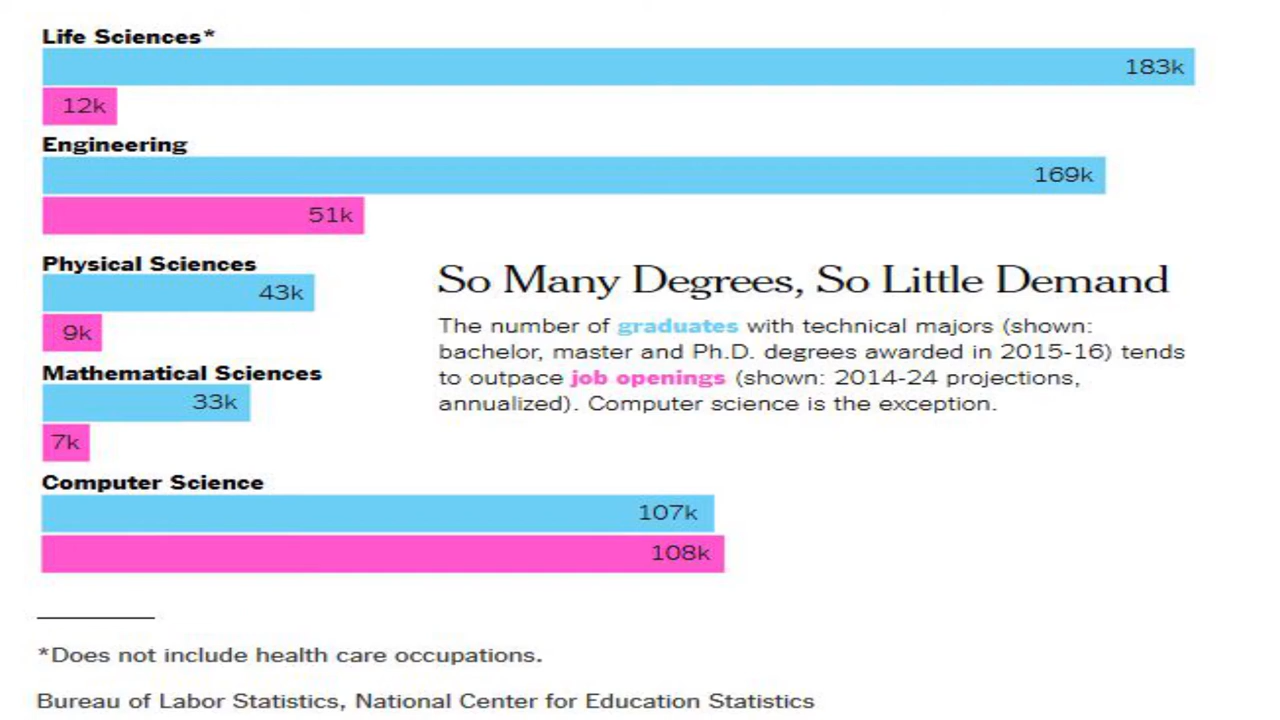 Life Sciences*
183k
12k
Engineering
169k
51k
Physical Sciences
43k
9k
So Many Degrees, So Little Demand
The number of graduates with technical majors (shown:
bachelor, master and Ph.D. degrees awarded in 2015-16) tends
to outpace job openings (shown: 2014-24 projections,
annualized). Computer science is the exception.
Mathematical Sciences
33k
7k
Computer Science
107k
108k
*Does not include health care occupations.
Bureau of Labor Statistics, National Center for Education Statistics